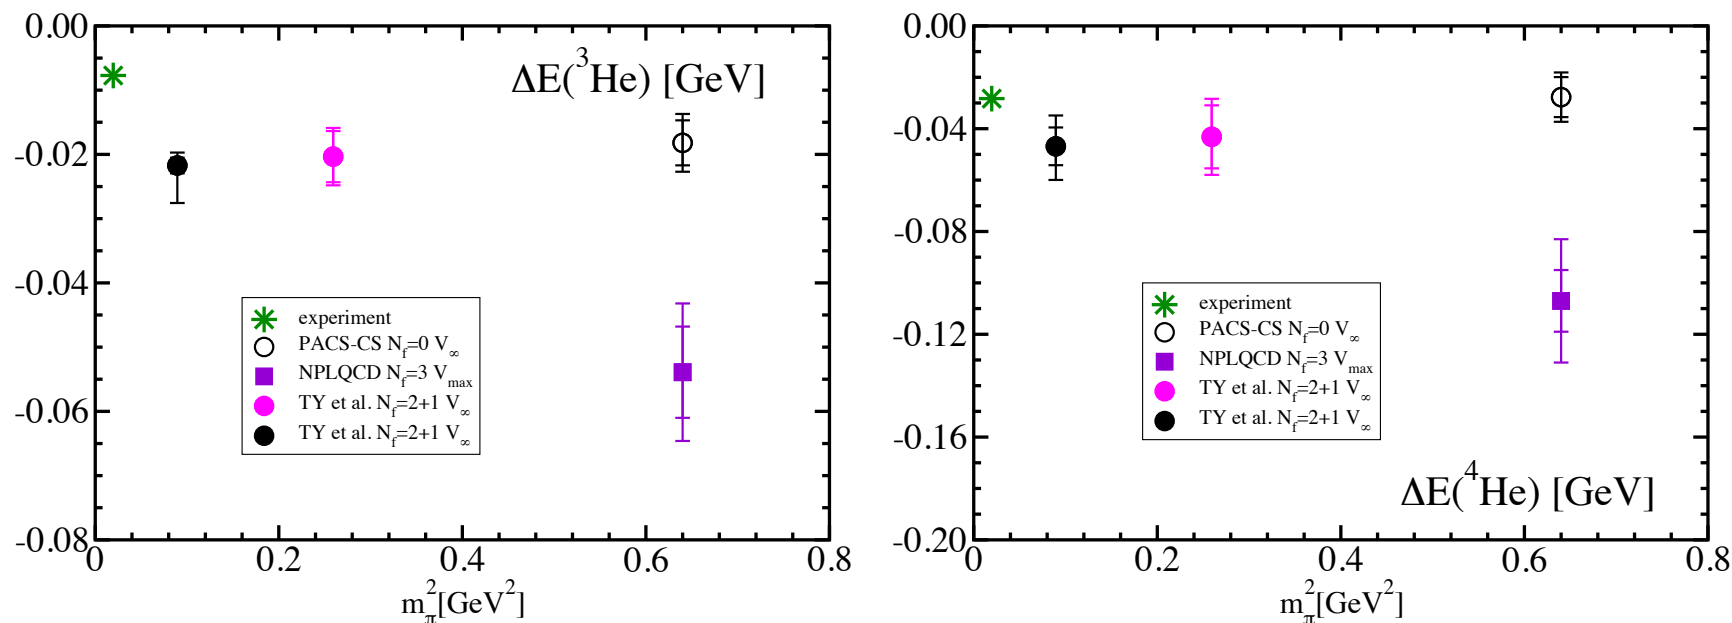 0.00
-0.02
-0.04
-0.06
-0.08
0
0.2
0.4
0.6
0.8
ΔE(³He) [GeV]
experiment
PACS-CS N_f=0 V_∞
NPLQCD N_f=3 V_max
TY et al. N_f=2+1 V_∞
TY et al. N_f=2+1 V_∞
m_π²[GeV²]
0.00
-0.04
-0.08
-0.12
-0.16
-0.20
0
0.2
0.4
0.6
0.8
experiment
PACS-CS N_f=0 V_∞
NPLQCD N_f=3 V_max
TY et al. N_f=2+1 V_∞
TY et al. N_f=2+1 V_∞
ΔE(⁴He) [GeV]
m_π²[GeV²]